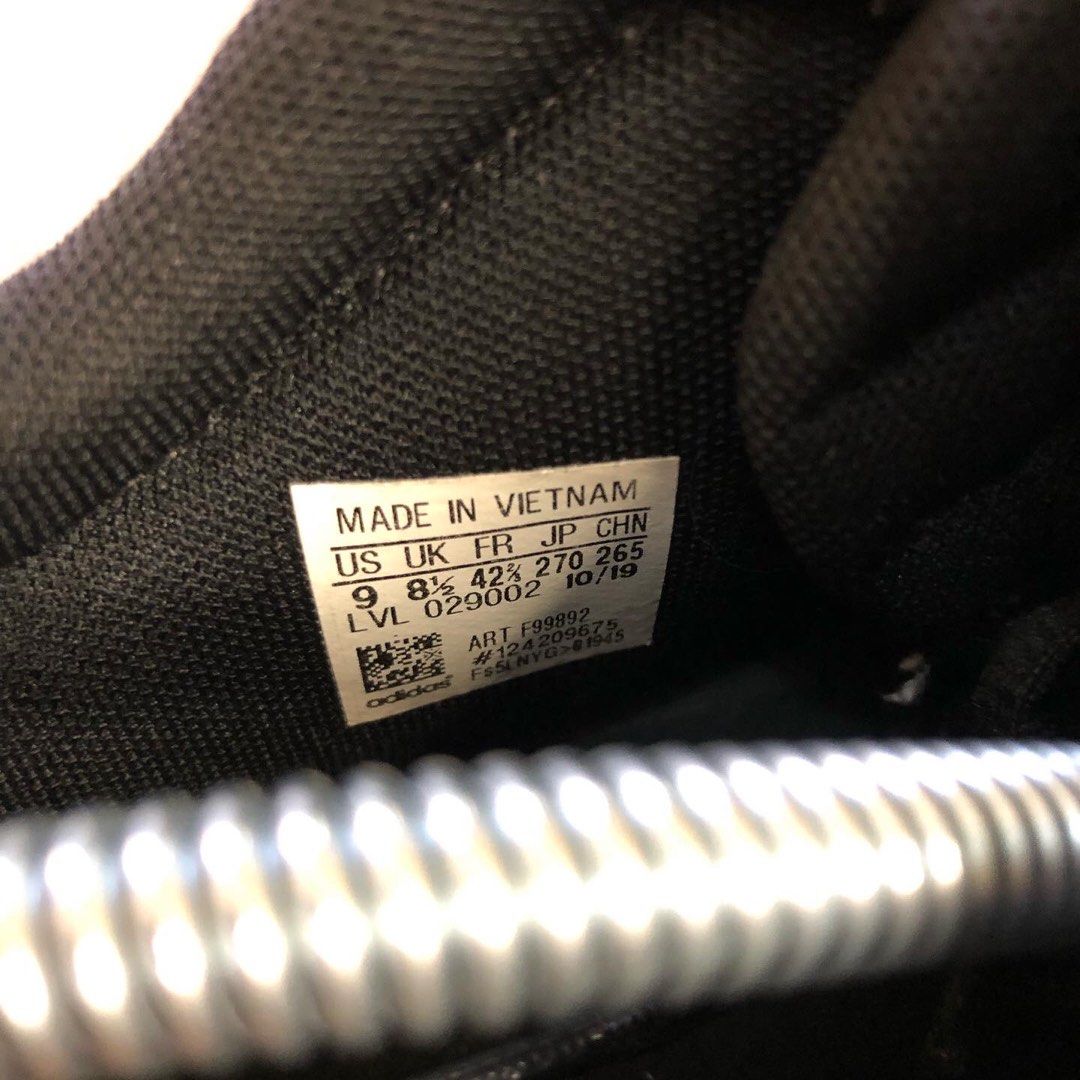 MADE IN VIETNAM
US UK FR JP CHN
9 8½ 42⅔ 270 265
LVL 029002 10/19
ART F99892
#124209675
adidas